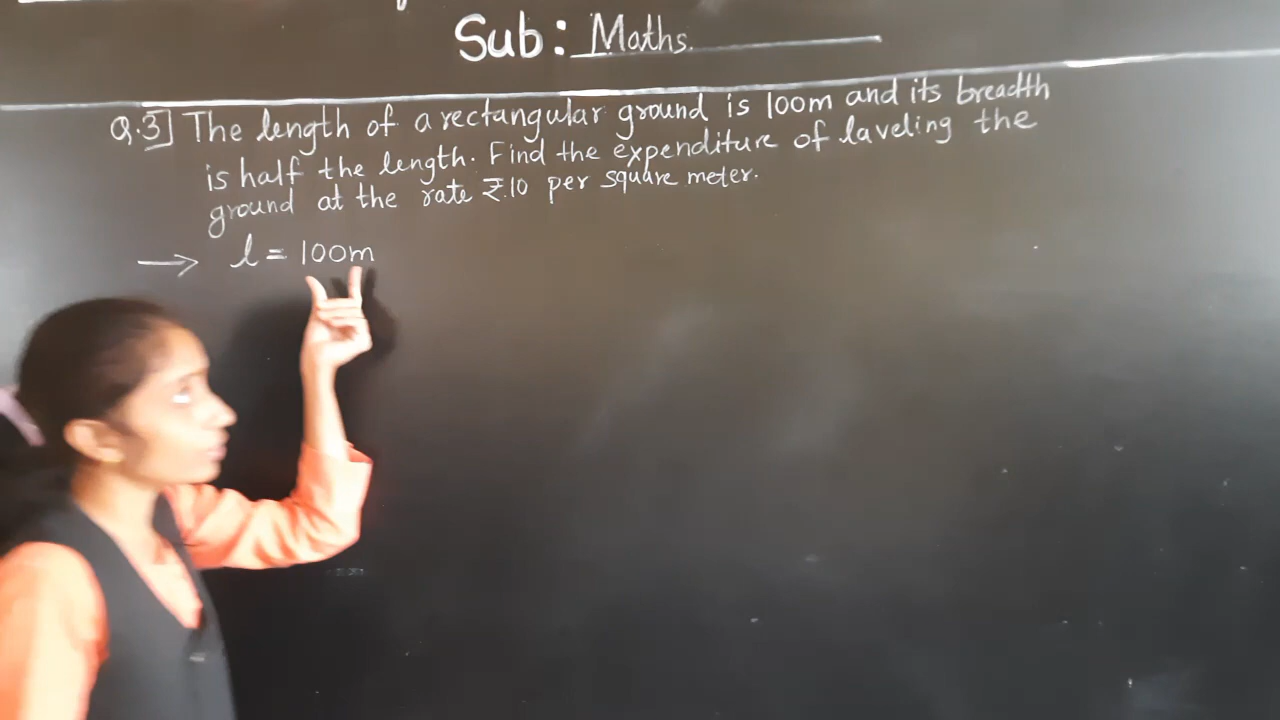 Sub: Maths.
Q.3] The length of a rectangular ground is 100m and its breadth
is half the length. Find the expenditure of laveling the
ground at the rate ₹.10 per square meter.
→ l = 100m